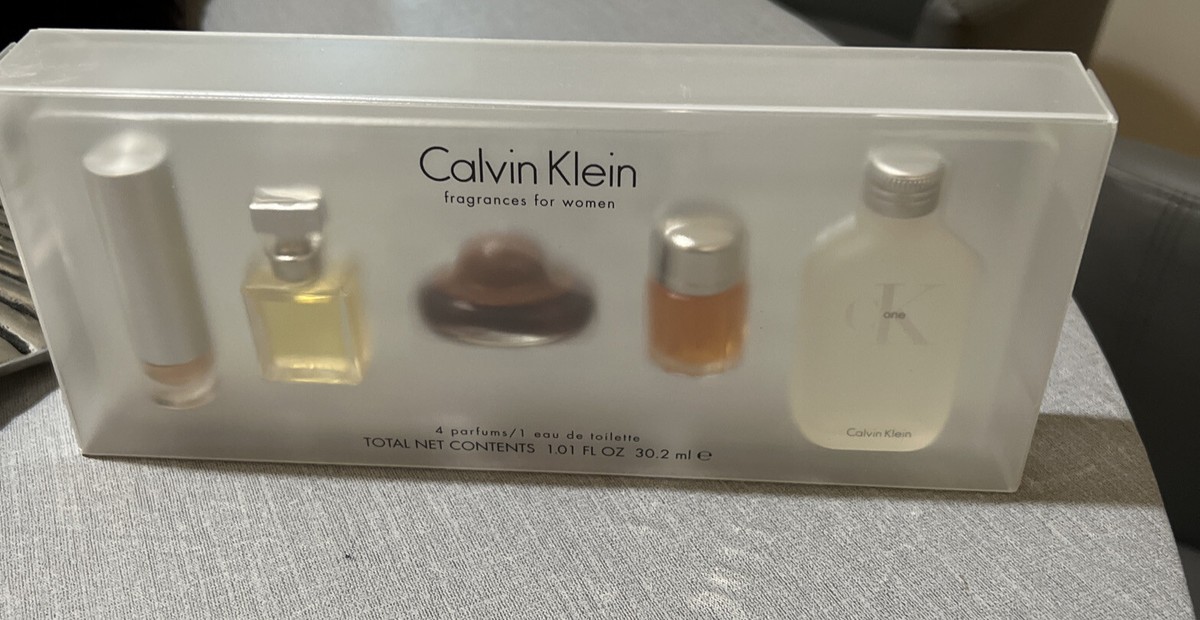 Calvin Klein
fragrances for women
cK
one
Calvin Klein
4 parfums/1 eau de toilette
TOTAL NET CONTENTS 1.01 FL OZ 30.2 ml ℮